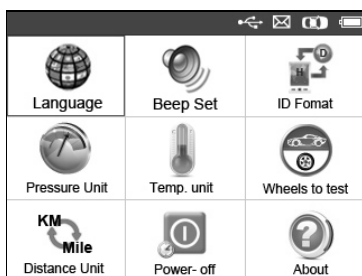 Language
Beep Set
D
H
ID Fomat
Pressure Unit
Temp. unit
Wheels to test
KM
Mile
Distance Unit
Power- off
?
About